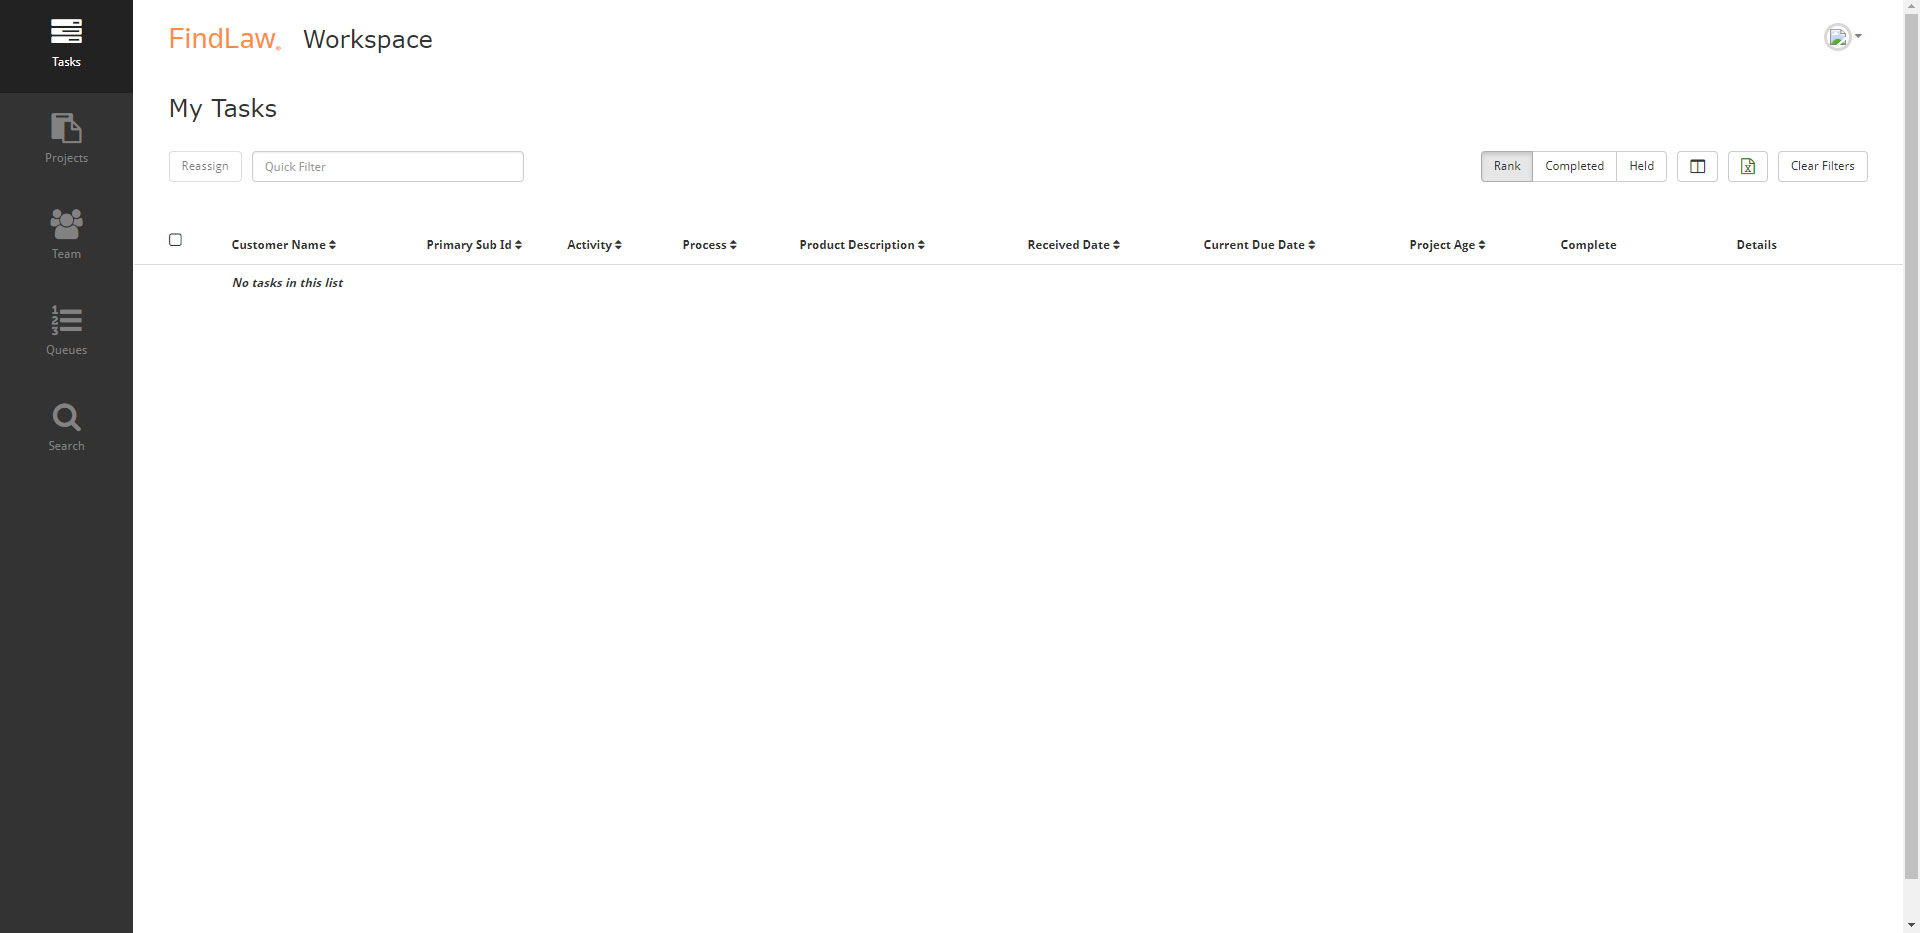 Tasks
Projects
Team
Queues
Search
FindLaw. Workspace
My Tasks
Reassign Quick Filter Rank Completed Held Clear Filters
Customer Name Primary Sub Id Activity Process Product Description Received Date Current Due Date Project Age Complete Details
No tasks in this list